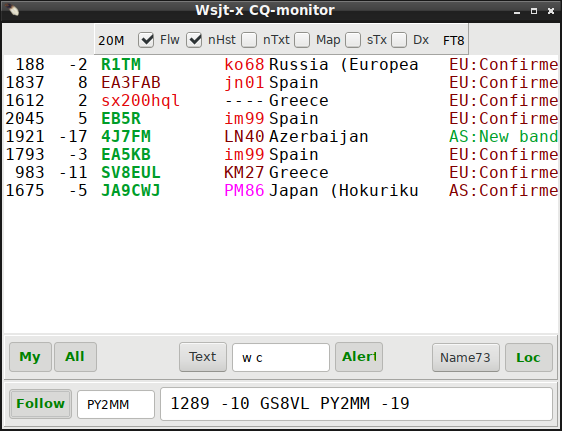 Wsjt-x CQ-monitor
20M Flw nHst nTxt Map sTx Dx FT8
188 -2 R1TM ko68 Russia (Europea EU:Confirme
1837 8 EA3FAB jn01 Spain EU:Confirme
1612 2 sx200hql ---- Greece EU:Confirme
2045 5 EB5R im99 Spain EU:Confirme
1921 -17 4J7FM LN40 Azerbaijan AS:New band
1793 -3 EA5KB im99 Spain EU:Confirme
983 -11 SV8EUL KM27 Greece EU:Confirme
1675 -5 JA9CWJ PM86 Japan (Hokuriku AS:Confirme
My All Text w c Alert Name73 Loc
Follow PY2MM 1289 -10 GS8VL PY2MM -19